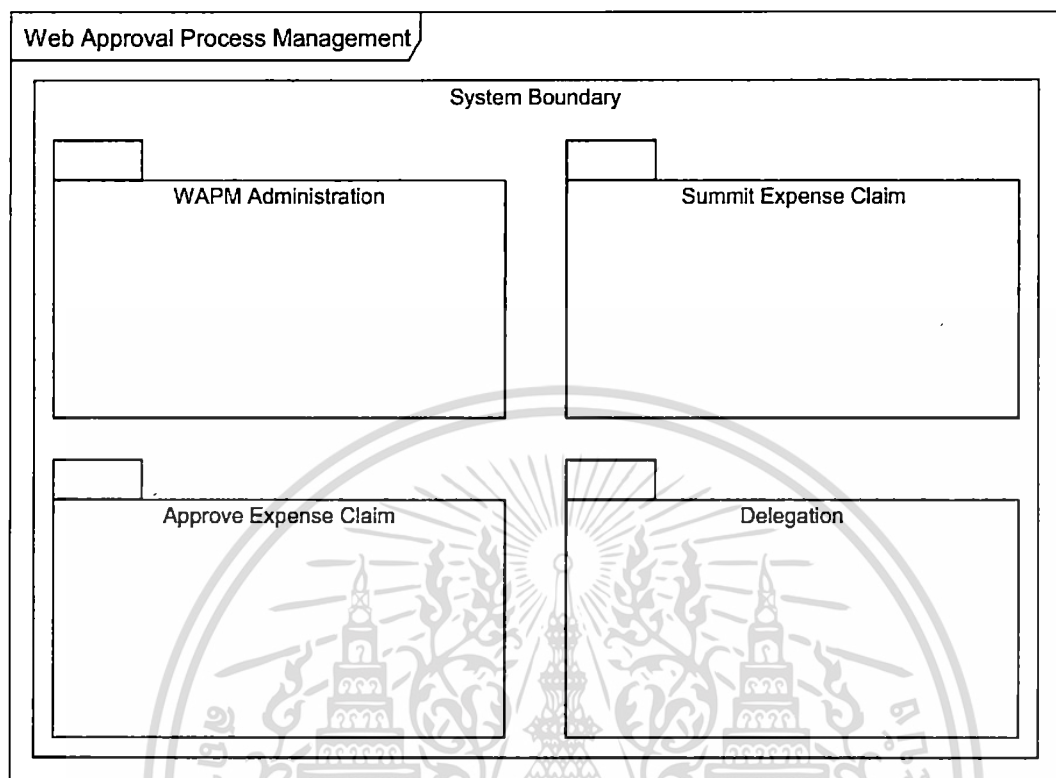 Web Approval Process Management
System Boundary
WAPM Administration
Summit Expense Claim
Approve Expense Claim
Delegation